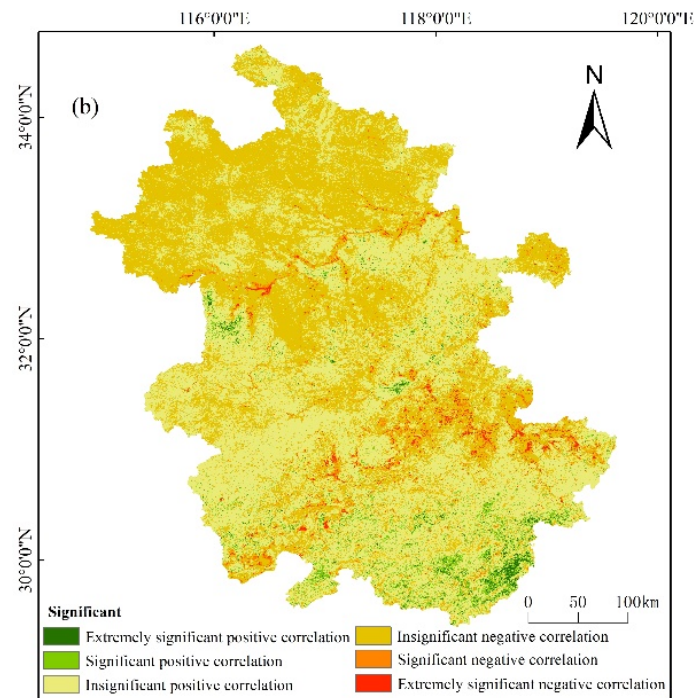 116°0'0"E 118°0'0"E 120°0'0"E
(b)
N
34°0'0"N
32°0'0"N
30°0'0"N
0 50 100km
Significant
Extremely significant positive correlation
Significant positive correlation
Insignificant positive correlation
Insignificant negative correlation
Significant negative correlation
Extremely significant negative correlation